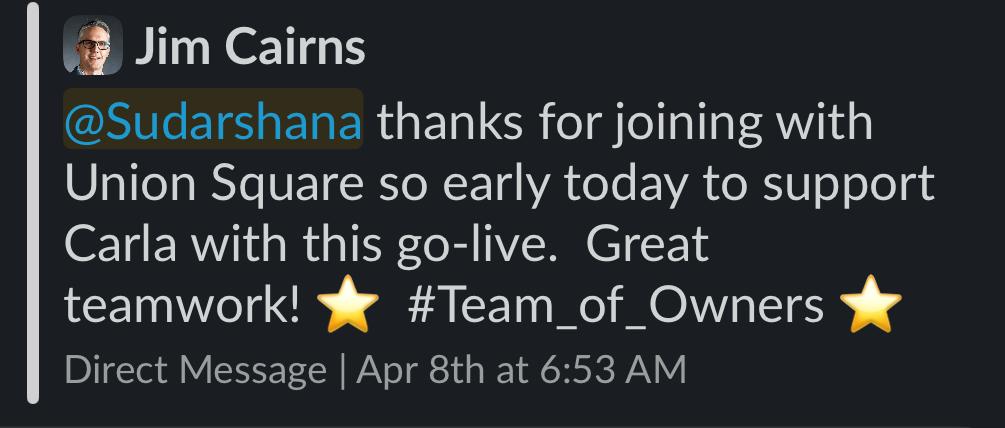 Jim Cairns
@Sudarshana thanks for joining with
Union Square so early today to support
Carla with this go-live.  Great
teamwork! ⭐  #Team_of_Owners ⭐
Direct Message | Apr 8th at 6:53 AM